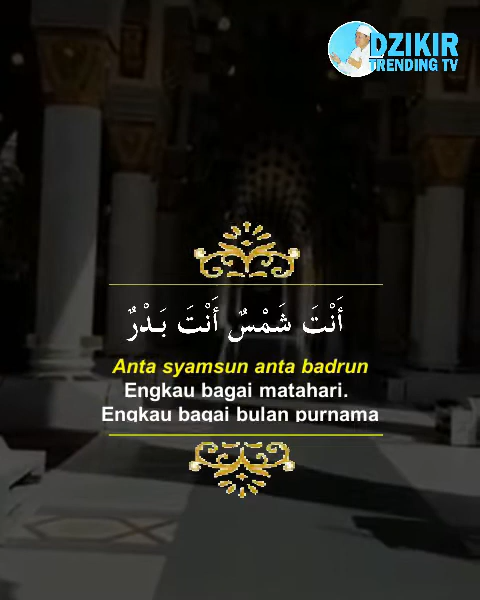 DZIKIR
TRENDING TV
أَنْتَ شَمْسٌ أَنْتَ بَدْرٌ
Anta syamsun anta badrun
Engkau bagai matahari.
Engkau bagai bulan purnama